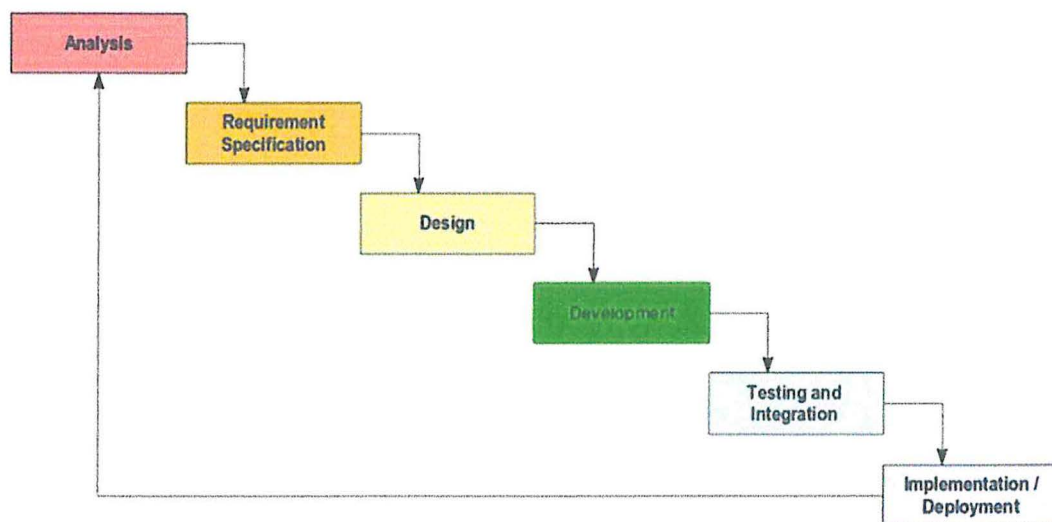 Analysis
Requirement
Specification
Design
Development
Testing and
Integration
Implementation /
Deployment